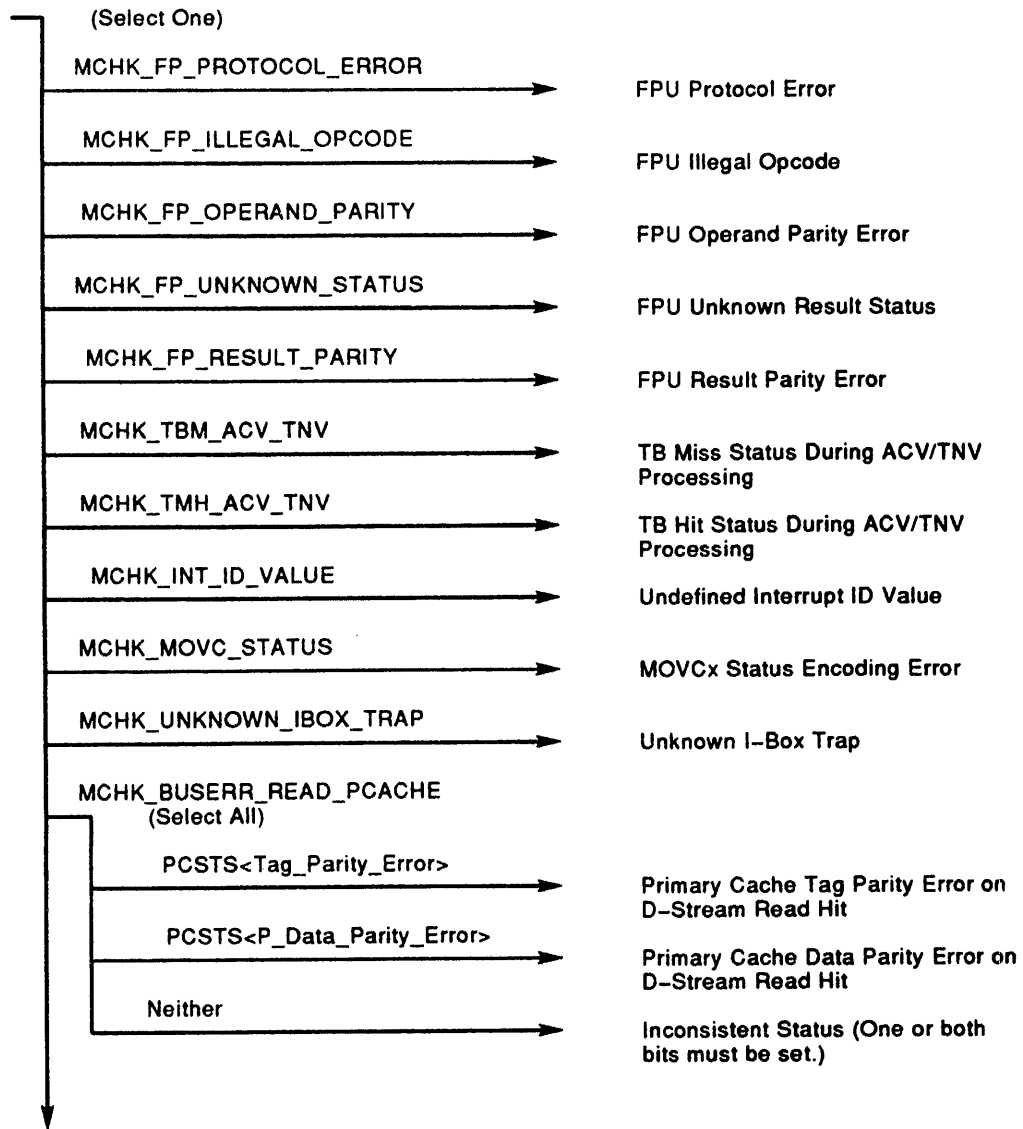 (Select One)
MCHK_FP_PROTOCOL_ERROR
FPU Protocol Error
MCHK_FP_ILLEGAL_OPCODE
FPU Illegal Opcode
MCHK_FP_OPERAND_PARITY
FPU Operand Parity Error
MCHK_FP_UNKNOWN_STATUS
FPU Unknown Result Status
MCHK_FP_RESULT_PARITY
FPU Result Parity Error
MCHK_TBM_ACV_TNV
TB Miss Status During ACV/TNV
Processing
MCHK_TMH_ACV_TNV
TB Hit Status During ACV/TNV
Processing
MCHK_INT_ID_VALUE
Undefined Interrupt ID Value
MCHK_MOVC_STATUS
MOVCx Status Encoding Error
MCHK_UNKNOWN_IBOX_TRAP
Unknown I-Box Trap
MCHK_BUSERR_READ_PCACHE
(Select All)
PCSTS<Tag_Parity_Error>
Primary Cache Tag Parity Error on
D-Stream Read Hit
PCSTS<P_Data_Parity_Error>
Primary Cache Data Parity Error on
D-Stream Read Hit
Neither
Inconsistent Status (One or both
bits must be set.)